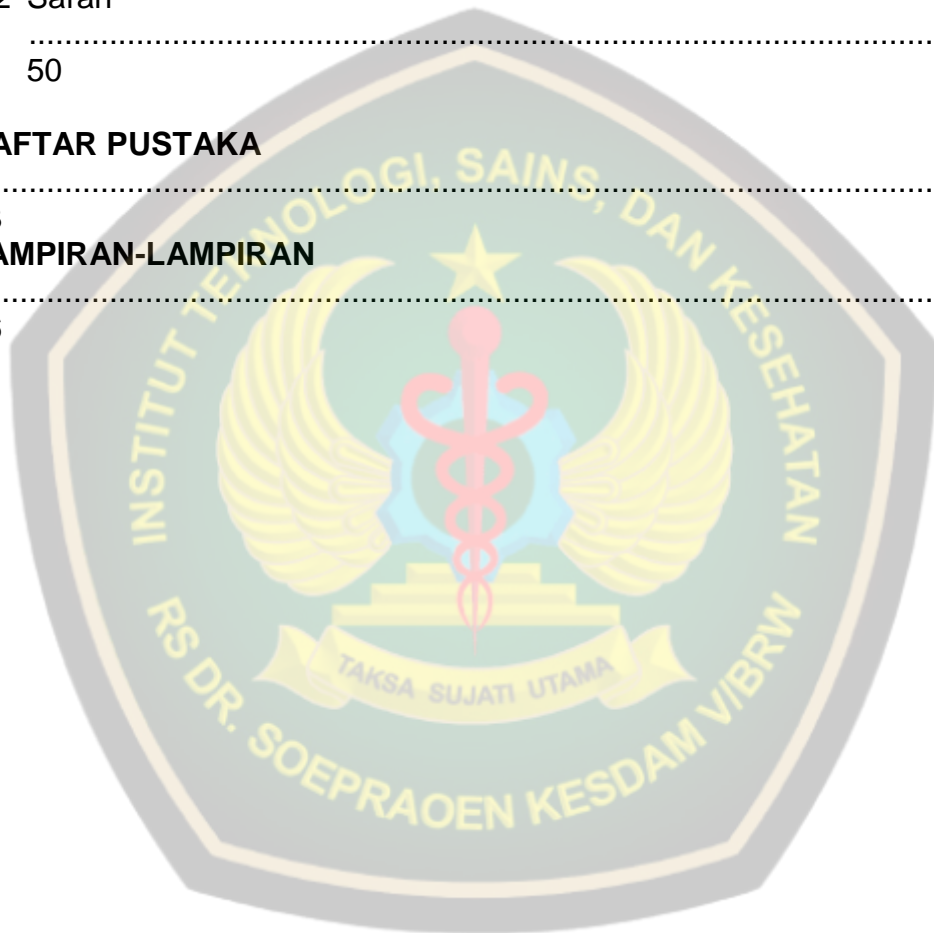 2 Saran
..........................................................................................................
50
AFTAR PUSTAKA
..........................................................................................................
AMPIRAN-LAMPIRAN
..........................................................................................................
INSTITUT TEKNOLOGI, SAINS, DAN KESEHATAN
TAKSA SUJATI UTAMA
RS DR. SOEPRAOEN KESDAM V/BRW